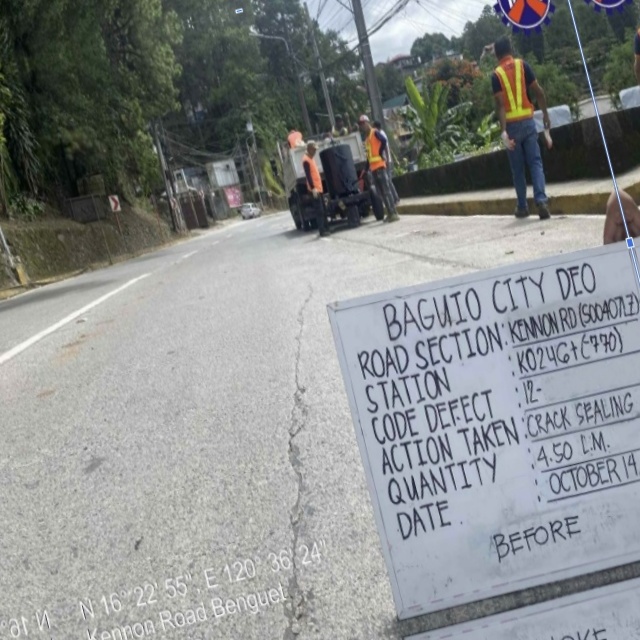 BAGUIO CITY DEO
ROAD SECTION: KENNON RD (S00407LZ)
STATION : K0246+(-770)
CODE DEFECT : 12
ACTION TAKEN : CRACK SEALING
QUANTITY : 4.50 L.M.
DATE : OCTOBER 14
BEFORE
N 16° 22' 55" E 120° 36' 24"
Kennon Road Benguet